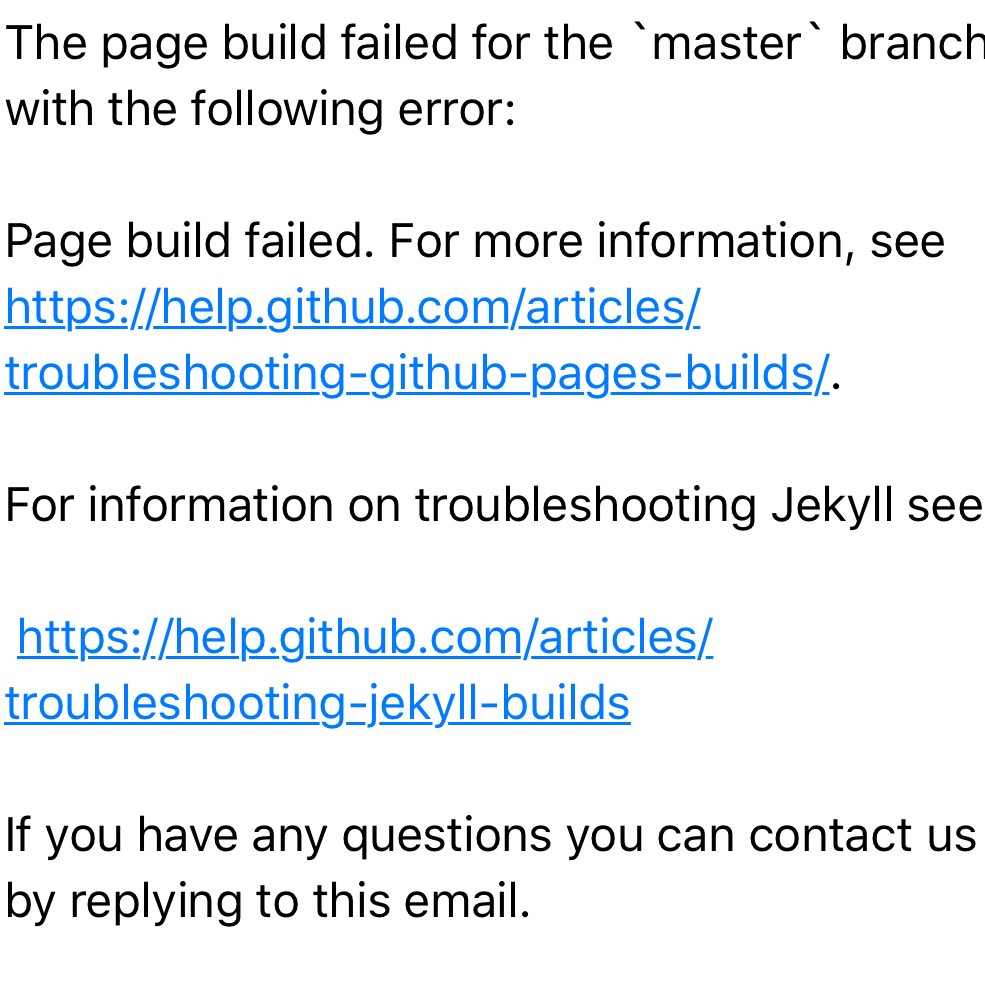 The page build failed for the `master` branch
with the following error:
Page build failed. For more information, see
https://help.github.com/articles/
troubleshooting-github-pages-builds/.
For information on troubleshooting Jekyll see
https://help.github.com/articles/
troubleshooting-jekyll-builds
If you have any questions you can contact us
by replying to this email.